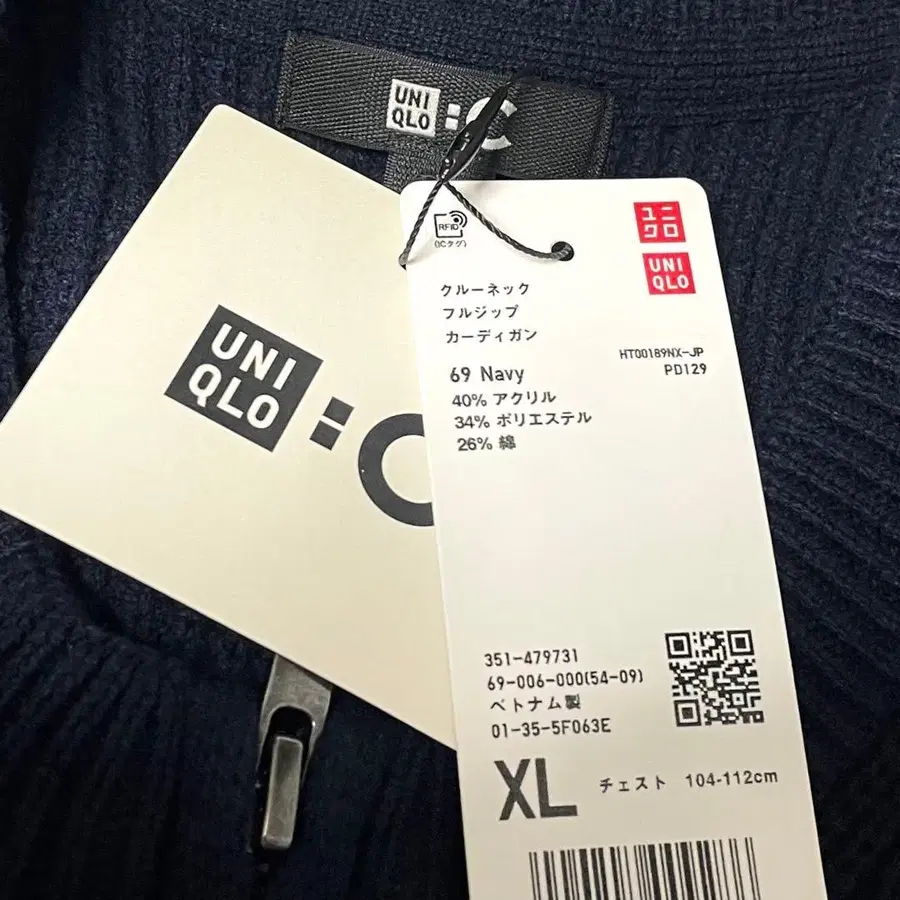 UNI
QLO
: C
UNI
QLO
: C
RFID
(ICタグ)
ユニ
クロ
UNI
QLO
クルーネック
フルジップ
カーディガン
HT00189NX-JP
PD129
69 Navy
40% アクリル
34% ポリエステル
26% 綿
351-479731
69-006-000(54-09)
ベトナム製
01-35-5F063E
XL チェスト 104-112cm